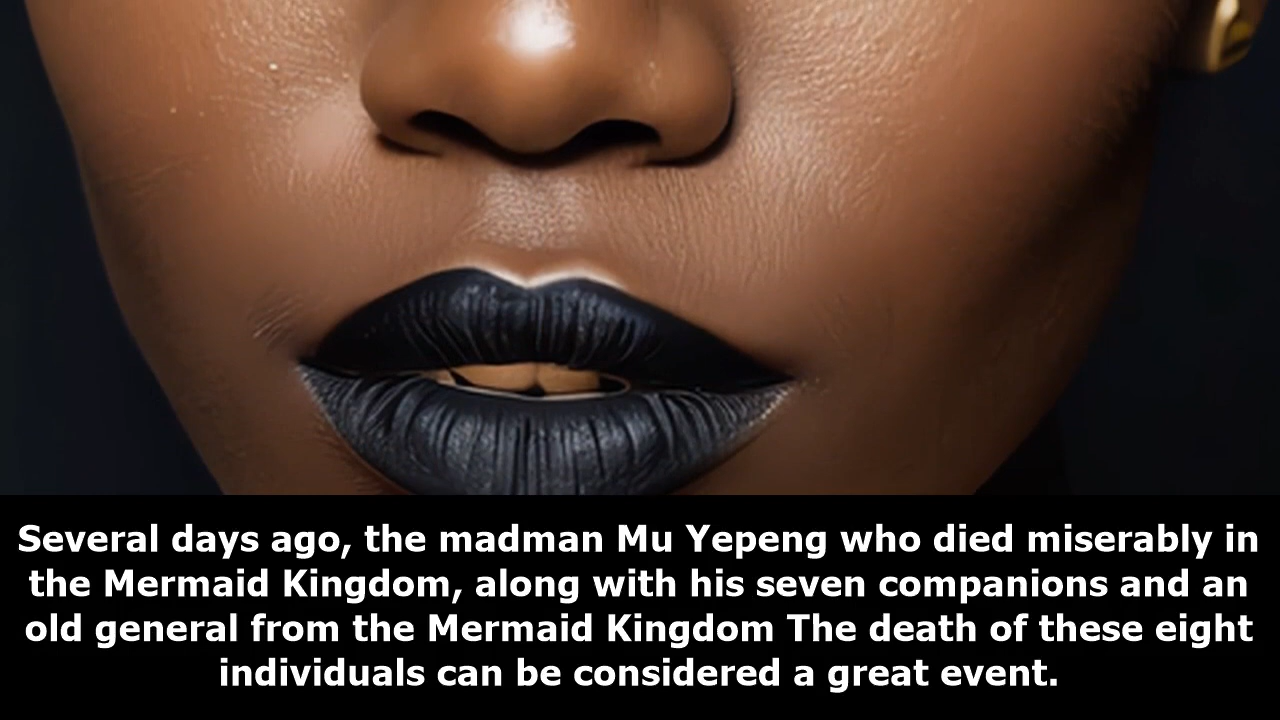 Several days ago, the madman Mu Yepeng who died miserably in
the Mermaid Kingdom, along with his seven companions and an
old general from the Mermaid Kingdom The death of these eight
individuals can be considered a great event.